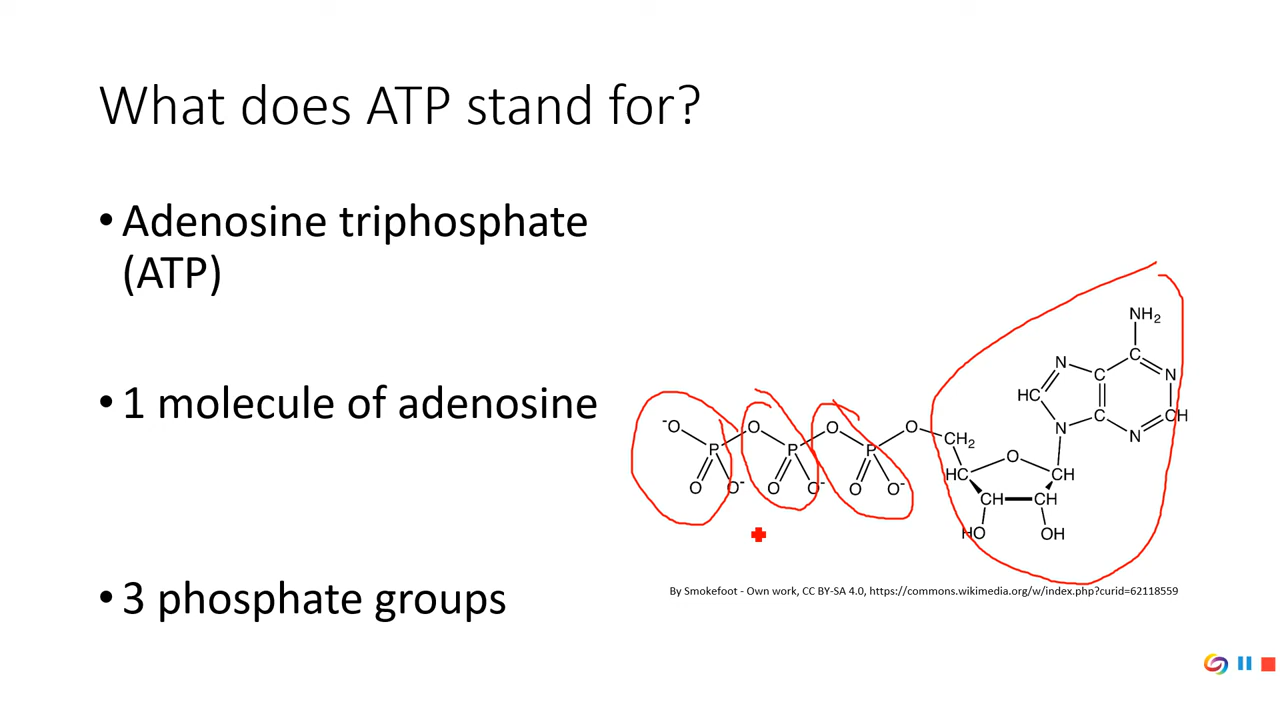 What does ATP stand for?
• Adenosine triphosphate
(ATP)
• 1 molecule of adenosine
• 3 phosphate groups
NH2
N
C
N
C
HC
C
CH
N
N
-O
O
O
O
CH2
P
P
P
O
HC
CH
O
O-
O
O-
O
O-
CH
CH
HO
OH
By Smokefoot - Own work, CC BY-SA 4.0, https://commons.wikimedia.org/w/index.php?curid=62118559